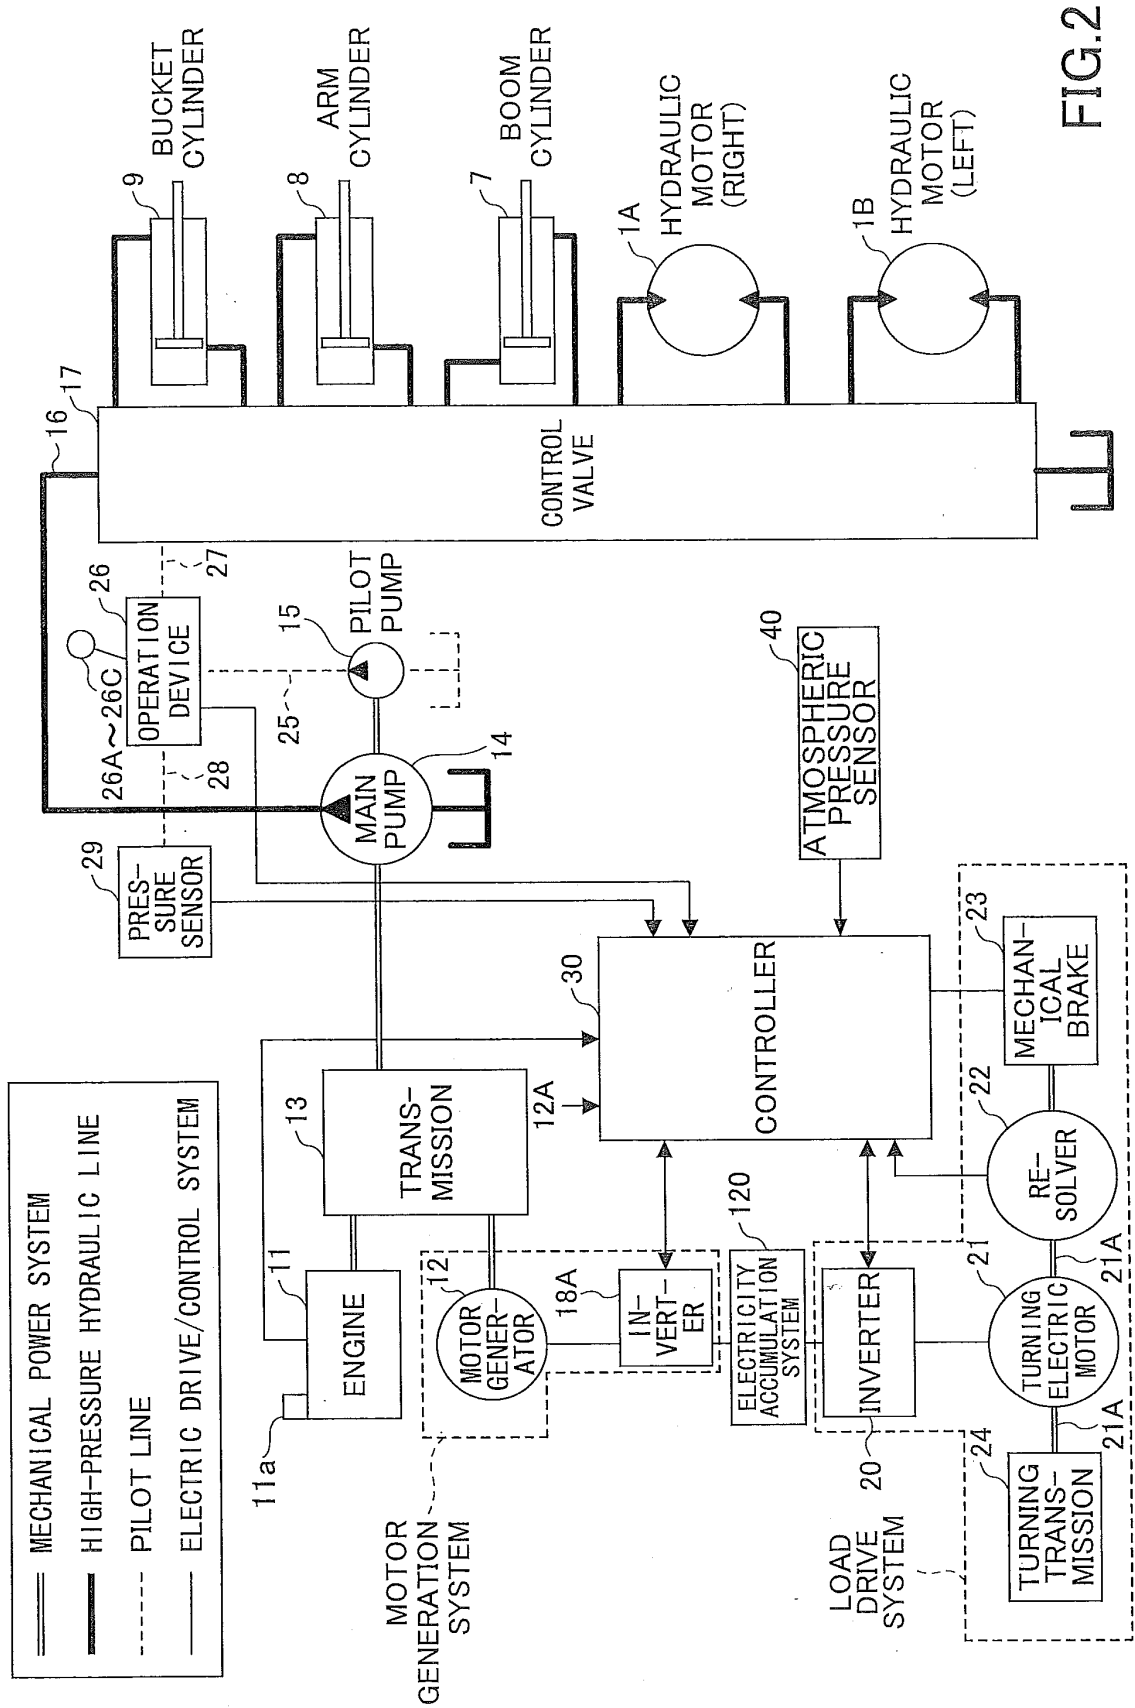 MECHANICAL POWER SYSTEM
HIGH-PRESSURE HYDRAULIC LINE
PILOT LINE
ELECTRIC DRIVE/CONTROL SYSTEM
16
17
9
BUCKET
CYLINDER
8
ARM
CYLINDER
7
BOOM
CYLINDER
1A
HYDRAULIC
MOTOR
(RIGHT)
1B
HYDRAULIC
MOTOR
(LEFT)
CONTROL
VALVE
26
26A~26C
OPERATION
DEVICE
27
28
29
PRES-
SURE
SENSOR
25
15
PILOT
PUMP
14
MAIN
PUMP
13
TRANS-
MISSION
11
11a
ENGINE
12
MOTOR
GENER-
ATOR
MOTOR
GENERATION
SYSTEM
18A
IN-
VERT-
ER
12A
30
CONTROLLER
40
ATMOSPHERIC
PRESSURE
SENSOR
120
ELECTRICITY
ACCUMULATION
SYSTEM
20
INVERTER
LOAD
DRIVE
SYSTEM
24
TURNING
TRANS-
MISSION
21A
21
TURNING
ELECTRIC
MOTOR
21A
22
RE-
SOLVER
23
MECHAN-
ICAL
BRAKE
FIG.2